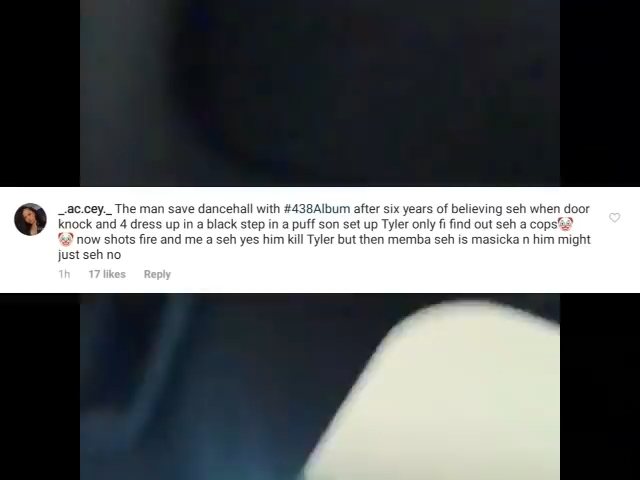 _.ac.cey._ The man save dancehall with #438Album after six years of believing seh when door
knock and 4 dress up in a black step in a puff son set up Tyler only fi find out seh a cops🤡
🤡 now shots fire and me a seh yes him kill Tyler but then memba seh is masicka n him might
just seh no
1h 17 likes Reply